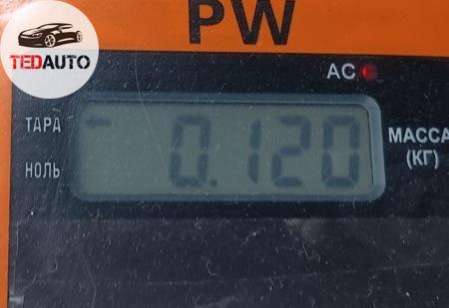 PW
TEDAUTO
AC
ТАРА
0.120
МАССА
(КГ)
НОЛЬ